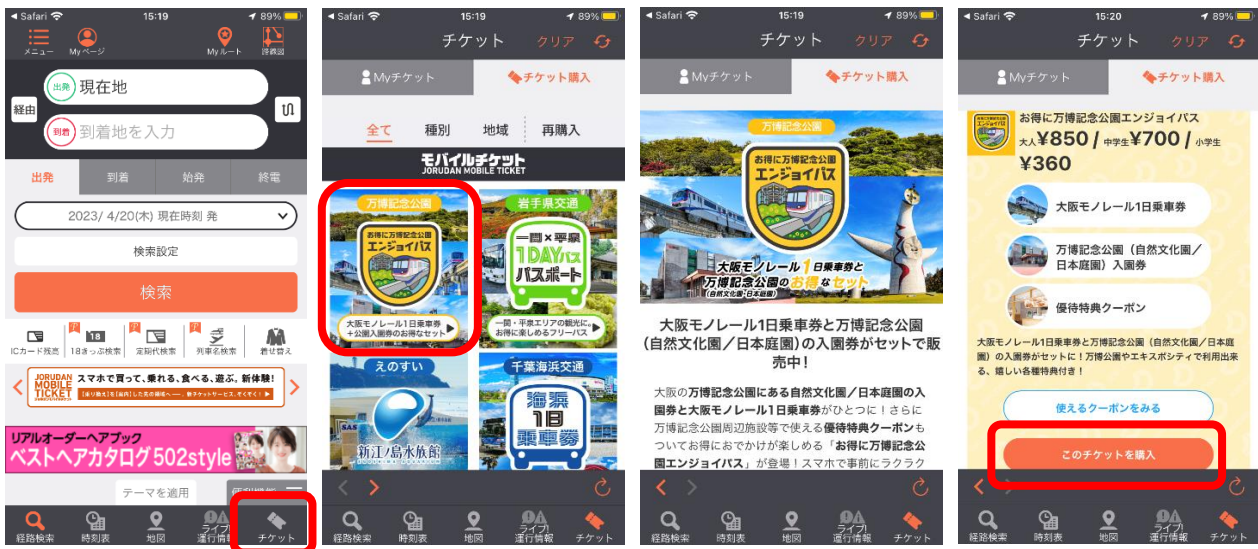 Safari 15:19 89%
メニュー Myページ Myルート 路線図
出発 現在地
経由
到着 到着地を入力
出発 到着 始発 終電
2023/ 4/20(木) 現在時刻 発
検索設定
検索
ICカード残高 18きっぷ検索 定期代検索 列車名検索 着せ替え
JORUDAN MOBILE TICKET
スマホで買って、乗れる、食べる、遊ぶ。新体験!
リアルオーダーヘアブック
ベストヘアカタログ502style
テーマを適用
経路検索 時刻表 地図 ライブ!運行情報 チケット
Safari 15:19 89%
チケット クリア
Myチケット チケット購入
全て 種別 地域 再購入
モバイルチケット
JORUDAN MOBILE TICKET
万博記念公園
お得に万博記念公園
エンジョイパス
大阪モノレール1日乗車券
+公園入園券のお得なセット
岩手県交通
一関×平泉
1DAYバス
パスポート
一関・平泉エリアの観光に。
お得に楽しめるフリーパス
えのすい
新江ノ島水族館
千葉海浜交通
海浜
1日
乗車券
経路検索 時刻表 地図 ライブ!運行情報 チケット
Safari 15:19 89%
チケット クリア
Myチケット チケット購入
万博記念公園
お得に万博記念公園
エンジョイパス
大阪モノレール1日乗車券と
万博記念公園のお得なセット
(自然文化園・日本庭園)
大阪モノレール1日乗車券と万博記念公園
(自然文化園/日本庭園)の入園券がセットで販
売中!
大阪の万博記念公園にある自然文化園/日本庭園の入
園券と大阪モノレール1日乗車券がひとつに!さらに
万博記念公園周辺施設等で使える優待特典クーポンも
ついてお得におでかけが楽しめる「お得に万博記念公
園エンジョイパス」が登場!スマホで事前にラクラク
経路検索 時刻表 地図 ライブ!運行情報 チケット
Safari 15:20 89%
チケット クリア
Myチケット チケット購入
お得に万博記念公園エンジョイパス
大人¥850 / 中学生¥700 / 小学生
¥360
大阪モノレール1日乗車券
万博記念公園(自然文化園/
日本庭園)入園券
優待特典クーポン
大阪モノレール1日乗車券と万博記念公園(自然文化園/日本庭
園)の入園券がセットに!万博公園やエキスポシティで利用出来
る、嬉しい各種特典付き!
使えるクーポンをみる
このチケットを購入
経路検索 時刻表 地図 ライブ!運行情報 チケット